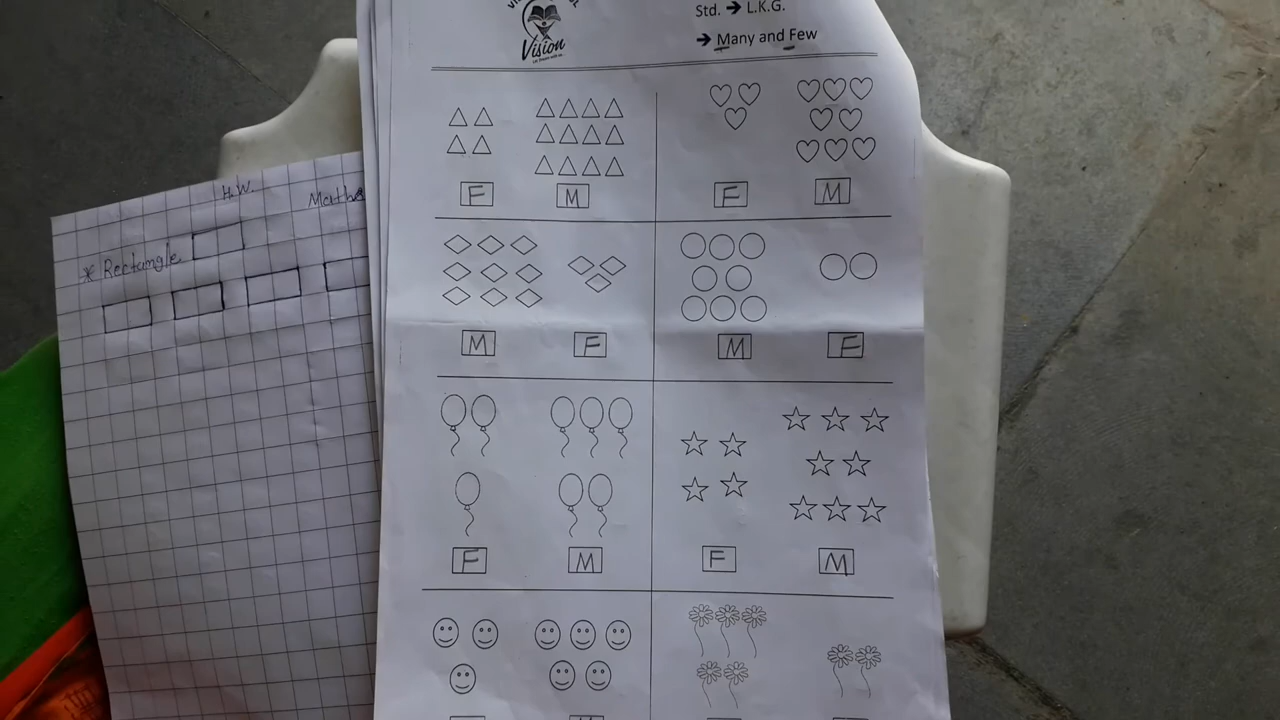 Std. → L.K.G.
Vision
→ Many and Few
H.W.
Maths
* Rectangle
F M F M
M F M F
F M F M